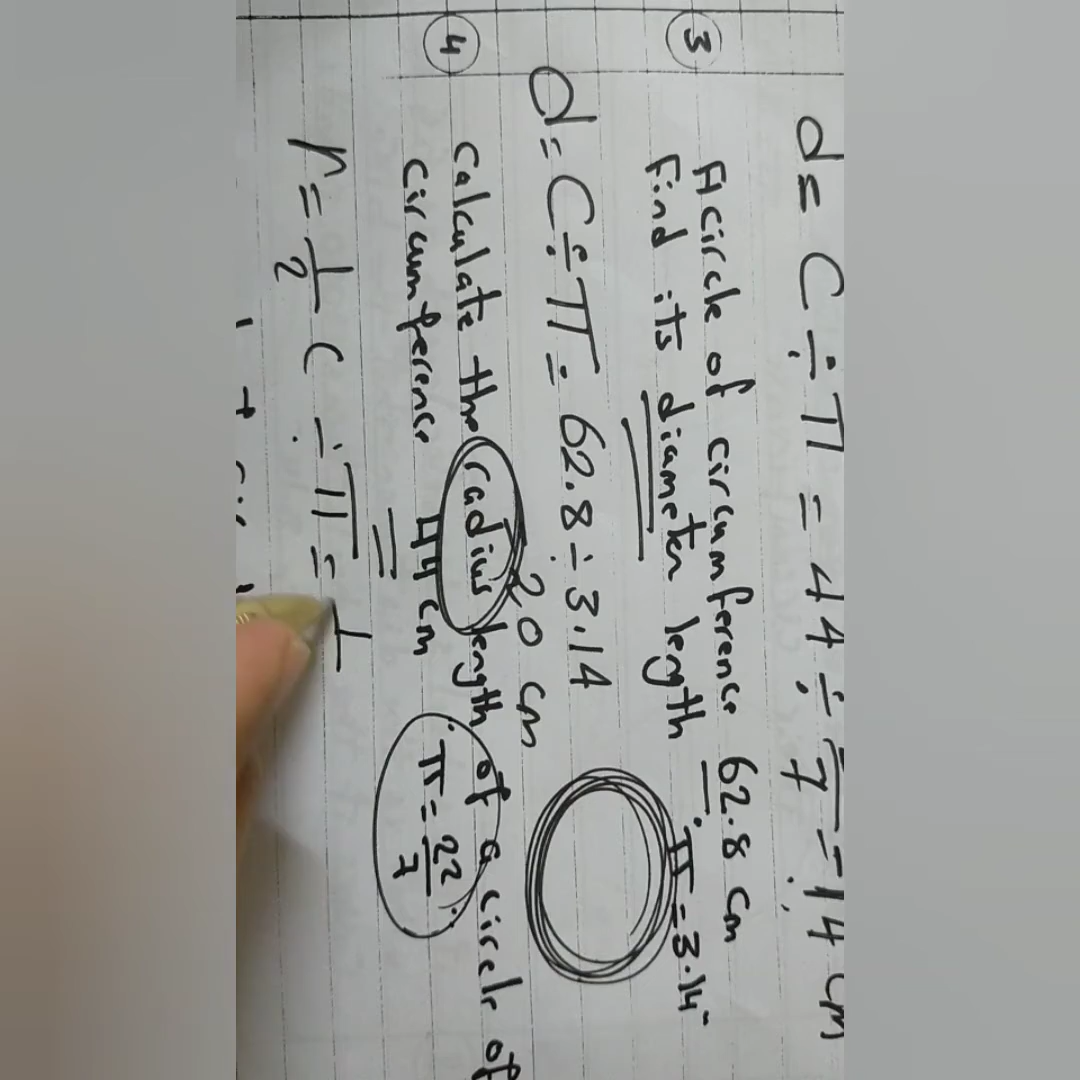 d = C ÷ π = 44 ÷ /7 = 14 cm
③ A circle of circumference 62.8 cm
Find its diameter length "π = 3.14"
d = C ÷ π = 62.8 ÷ 3.14
20 cm
④ Calculate the radius length of a circle of
circumference 44 cm "π = 22/7"
r = 1/2 C ÷ π = 1